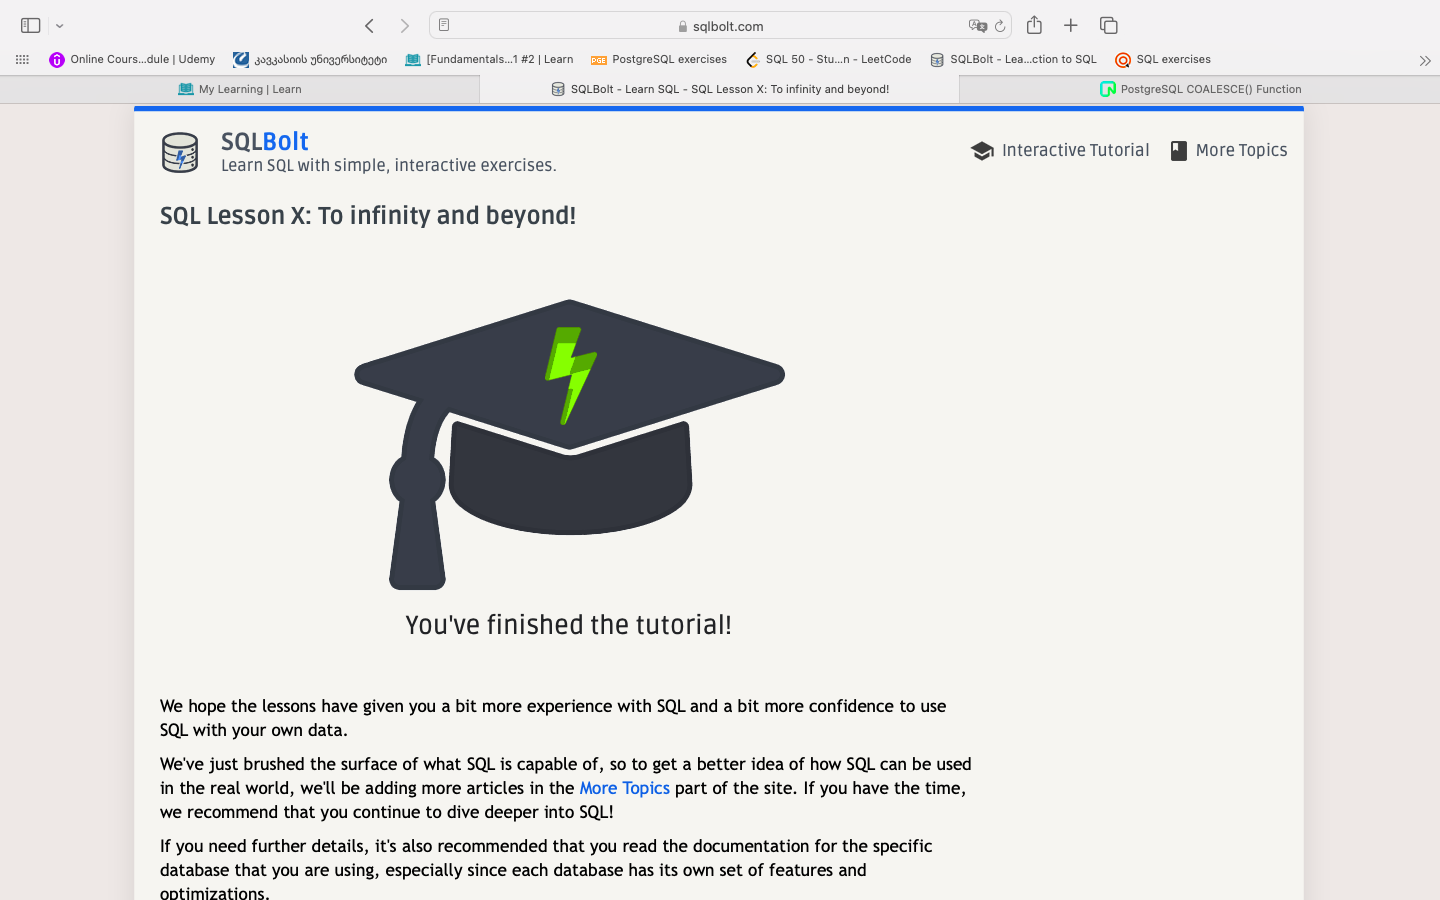 sqlbolt.com
Online Cours...dule | Udemy
კავკასიის უნივერსიტეტი
[Fundamentals...1 #2 | Learn
PGE PostgreSQL exercises
SQL 50 - Stu...n - LeetCode
SQLBolt - Lea...ction to SQL
SQL exercises
My Learning | Learn
SQLBolt - Learn SQL - SQL Lesson X: To infinity and beyond!
PostgreSQL COALESCE() Function
SQLBolt
Learn SQL with simple, interactive exercises.
Interactive Tutorial
More Topics
SQL Lesson X: To infinity and beyond!
You've finished the tutorial!
We hope the lessons have given you a bit more experience with SQL and a bit more confidence to use
SQL with your own data.
We've just brushed the surface of what SQL is capable of, so to get a better idea of how SQL can be used
in the real world, we'll be adding more articles in the More Topics part of the site. If you have the time,
we recommend that you continue to dive deeper into SQL!
If you need further details, it's also recommended that you read the documentation for the specific
database that you are using, especially since each database has its own set of features and
optimizations.